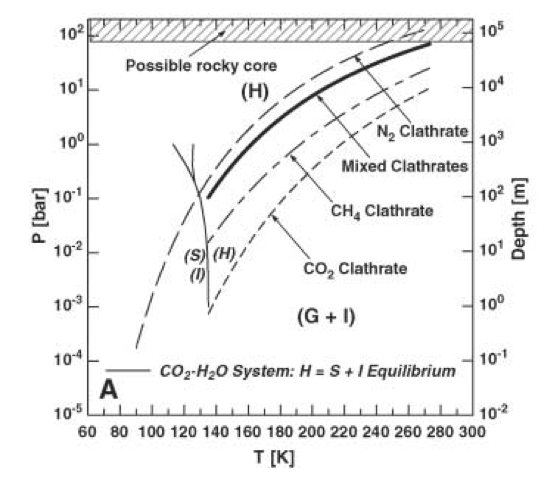 10² 10⁵
Possible rocky core
10¹ (H) 10⁴
N₂ Clathrate
10⁰ 10³
Mixed Clathrates
P [bar]
10⁻¹ 10²
CH₄ Clathrate
Depth [m]
10⁻² (S) (H) 10¹
(I) CO₂ Clathrate
10⁻³ (G + I) 10⁰
10⁻⁴ 10⁻¹
A CO₂-H₂O System: H = S + I Equilibrium
10⁻⁵ 10⁻²
60 80 100 120 140 160 180 200 220 240 260 280 300
T [K]